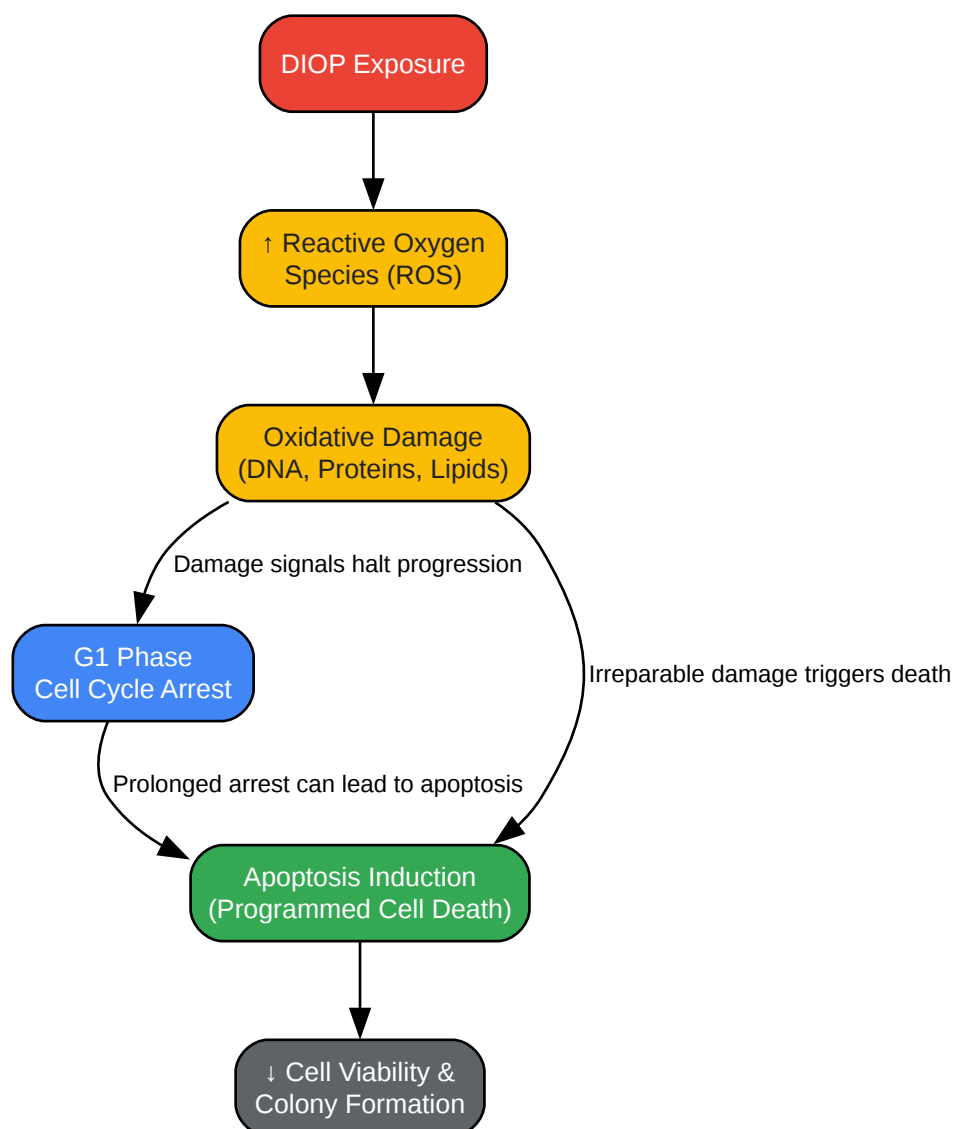 DIOP Exposure
↑ Reactive Oxygen
Species (ROS)
Oxidative Damage
(DNA, Proteins, Lipids)
Damage signals halt progression
G1 Phase
Cell Cycle Arrest
Irreparable damage triggers death
Prolonged arrest can lead to apoptosis
Apoptosis Induction
(Programmed Cell Death)
↓ Cell Viability &
Colony Formation